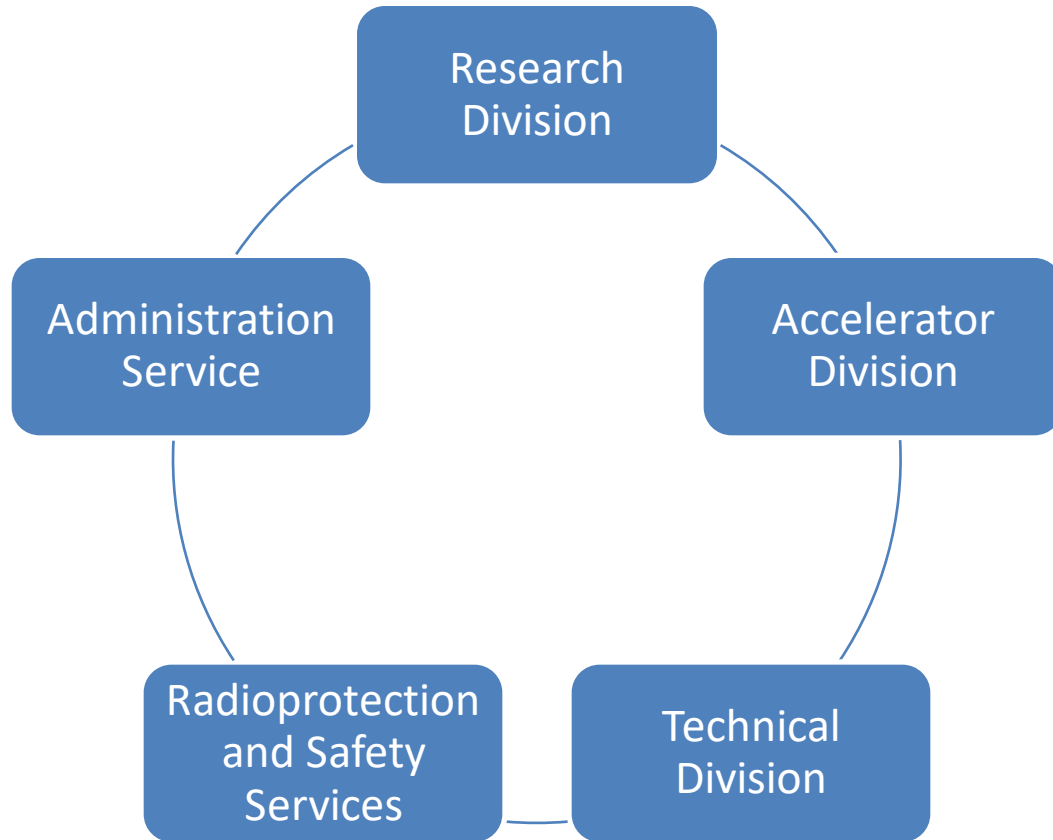 Research
Division
Administration
Service
Accelerator
Division
Radioprotection
and Safety
Services
Technical
Division